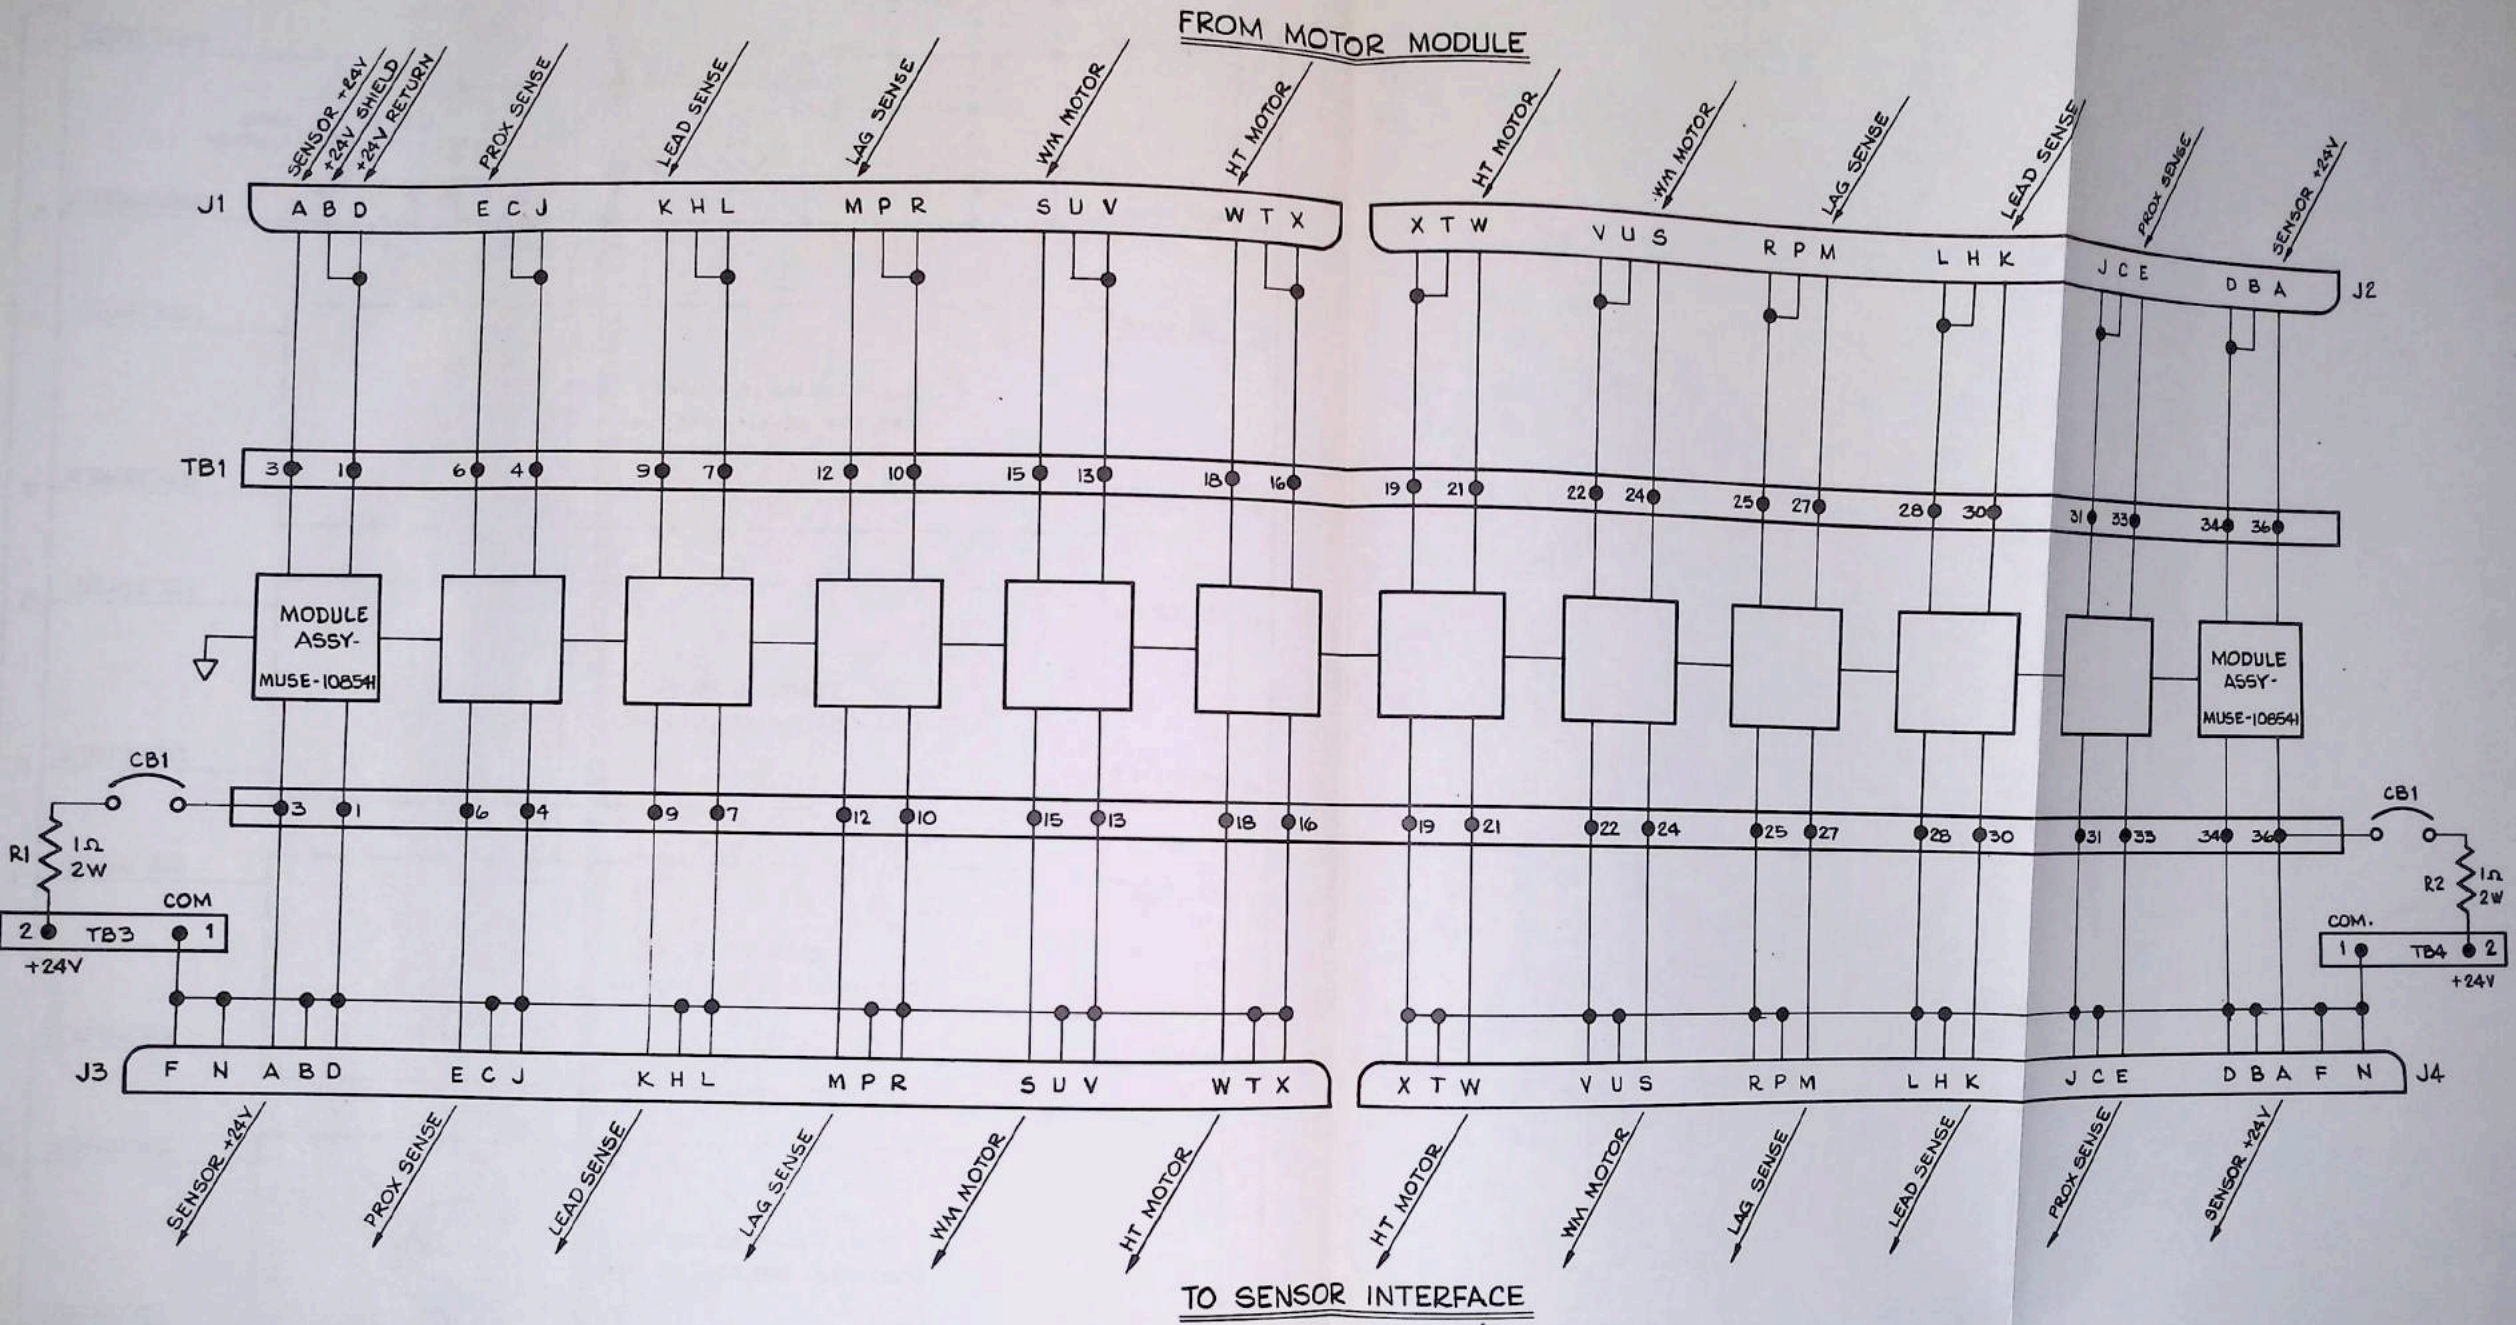 FROM MOTOR MODULE
SENSOR +24V
+24V SHIELD
+24V RETURN
PROX SENSE
LEAD SENSE
LAG SENSE
WM MOTOR
HT MOTOR
HT MOTOR
WM MOTOR
LAG SENSE
LEAD SENSE
PROX SENSE
SENSOR +24V
J1 A B D E C J K H L M P R S U V W T X
X T W V U S R P M L H K J C E D B A J2
TB1 3 1 6 4 9 7 12 10 15 13 18 16 19 21 22 24 25 27 28 30 31 33 34 36
MODULE
ASSY-
MUSE-108541
MODULE
ASSY-
MUSE-108541
CB1
CB1
3 1 6 4 9 7 12 10 15 13 18 16 19 21 22 24 25 27 28 30 31 33 34 36
R1 1Ω
2W
R2 1Ω
2W
COM
2 TB3 1
+24V
COM.
1 TB4 2
+24V
J3 F N A B D E C J K H L M P R S U V W T X
X T W V U S R P M L H K J C E D B A F N J4
SENSOR +24V
PROX SENSE
LEAD SENSE
LAG SENSE
WM MOTOR
HT MOTOR
HT MOTOR
WM MOTOR
LAG SENSE
LEAD SENSE
PROX SENSE
SENSOR +24V
TO SENSOR INTERFACE